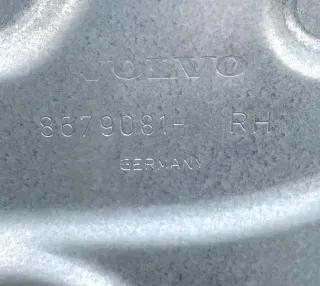 VOLVO
8679081- RH
GERMANY